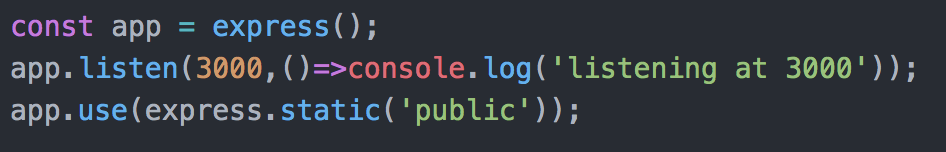 const app = express();
app.listen(3000,()=>console.log('listening at 3000'));
app.use(express.static('public'));